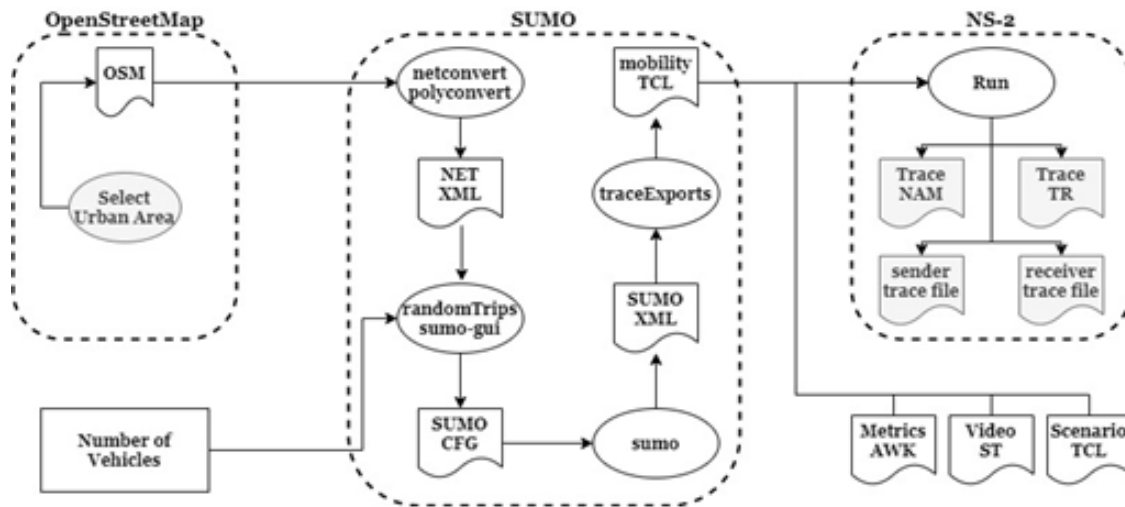 OpenStreetMap
SUMO
NS-2
OSM
netconvert
polyconvert
mobility
TCL
Run
Select
Urban Area
NET
XML
traceExports
Trace
NAM
Trace
TR
sender
trace file
receiver
trace file
randomTrips
sumo-gui
SUMO
XML
Number of
Vehicles
SUMO
CFG
sumo
Metrics
AWK
Video
ST
Scenario
TCL